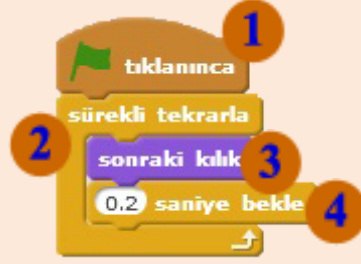 1
tıklanınca
2
sürekli tekrarla
sonraki kılık
3
0.2 saniye bekle
4